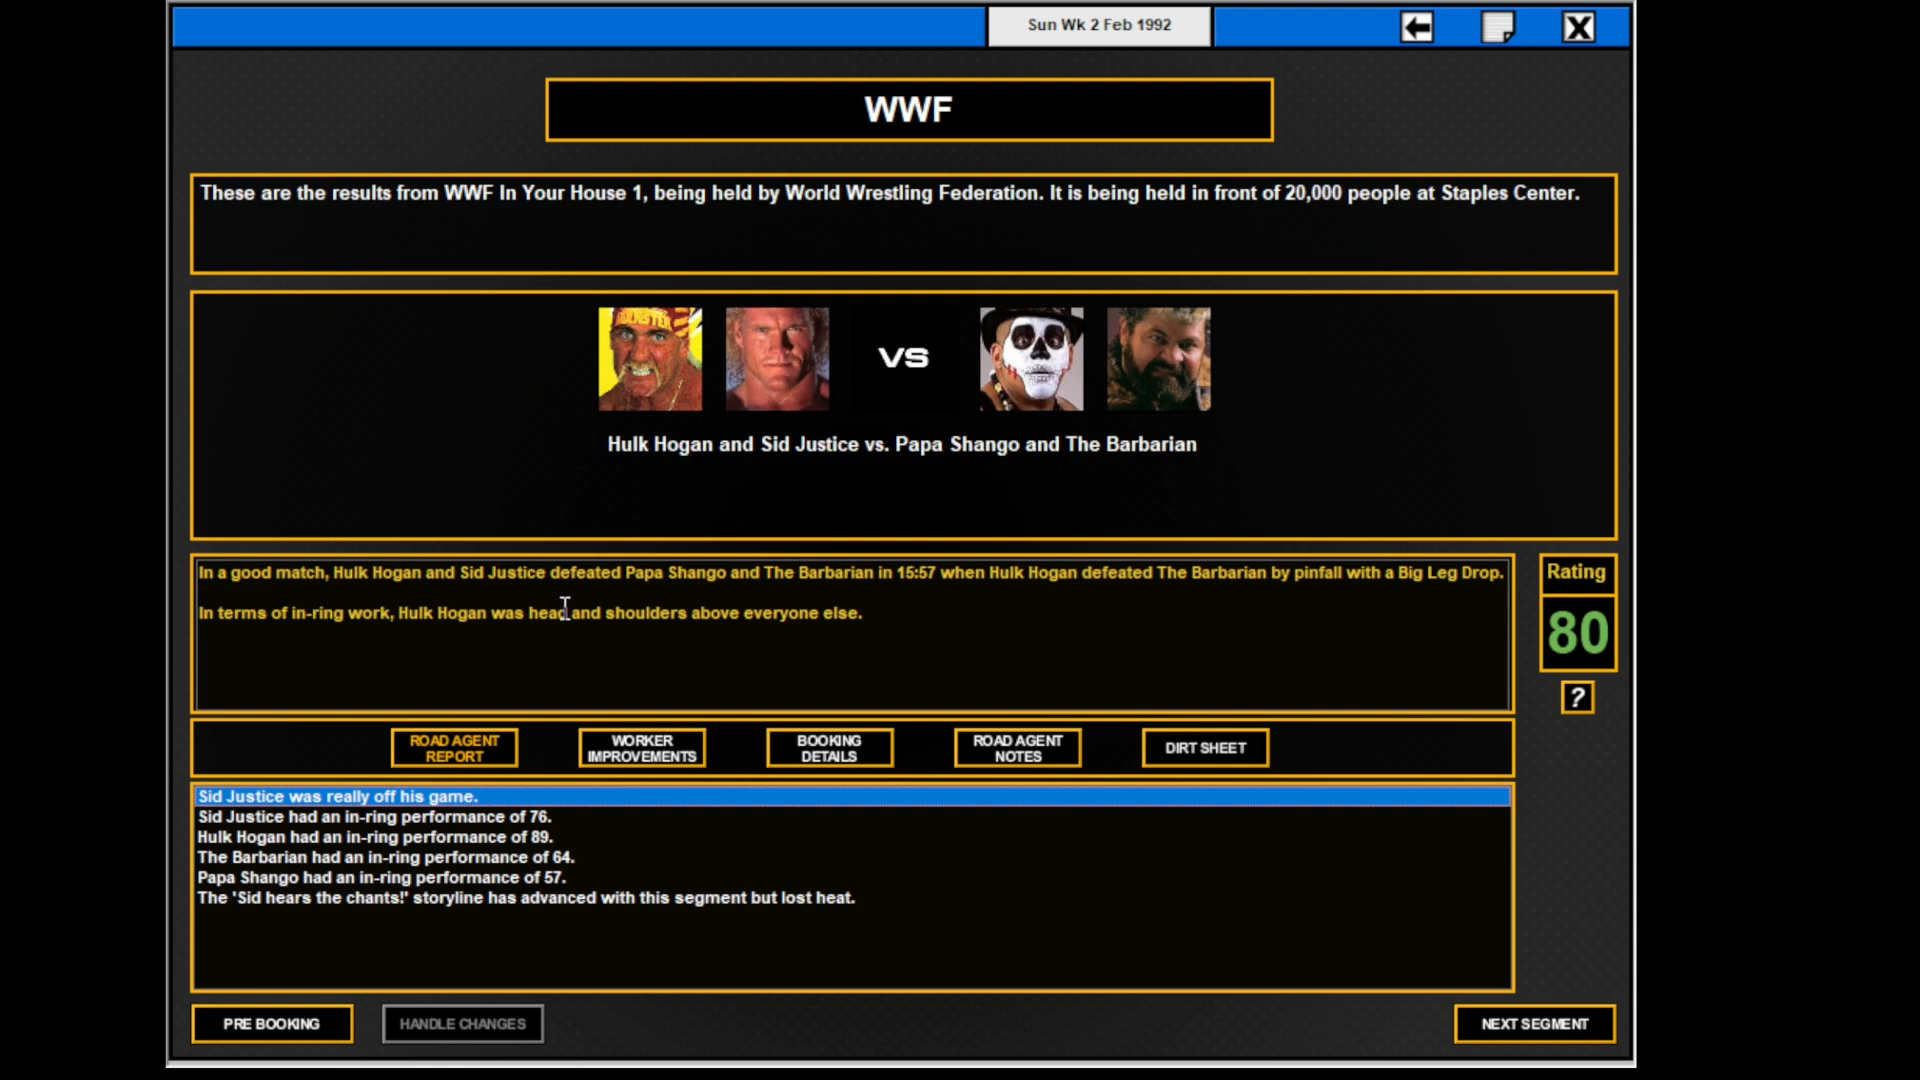 Sun Wk 2 Feb 1992
WWF
These are the results from WWF In Your House 1, being held by World Wrestling Federation. It is being held in front of 20,000 people at Staples Center.
HULKSTER
VS
Hulk Hogan and Sid Justice vs. Papa Shango and The Barbarian
In a good match, Hulk Hogan and Sid Justice defeated Papa Shango and The Barbarian in 15:57 when Hulk Hogan defeated The Barbarian by pinfall with a Big Leg Drop.
In terms of in-ring work, Hulk Hogan was head and shoulders above everyone else.
Rating
80
?
ROAD AGENT REPORT
WORKER IMPROVEMENTS
BOOKING DETAILS
ROAD AGENT NOTES
DIRT SHEET
Sid Justice was really off his game.
Sid Justice had an in-ring performance of 76.
Hulk Hogan had an in-ring performance of 89.
The Barbarian had an in-ring performance of 64.
Papa Shango had an in-ring performance of 57.
The 'Sid hears the chants!' storyline has advanced with this segment but lost heat.
PRE BOOKING
HANDLE CHANGES
NEXT SEGMENT